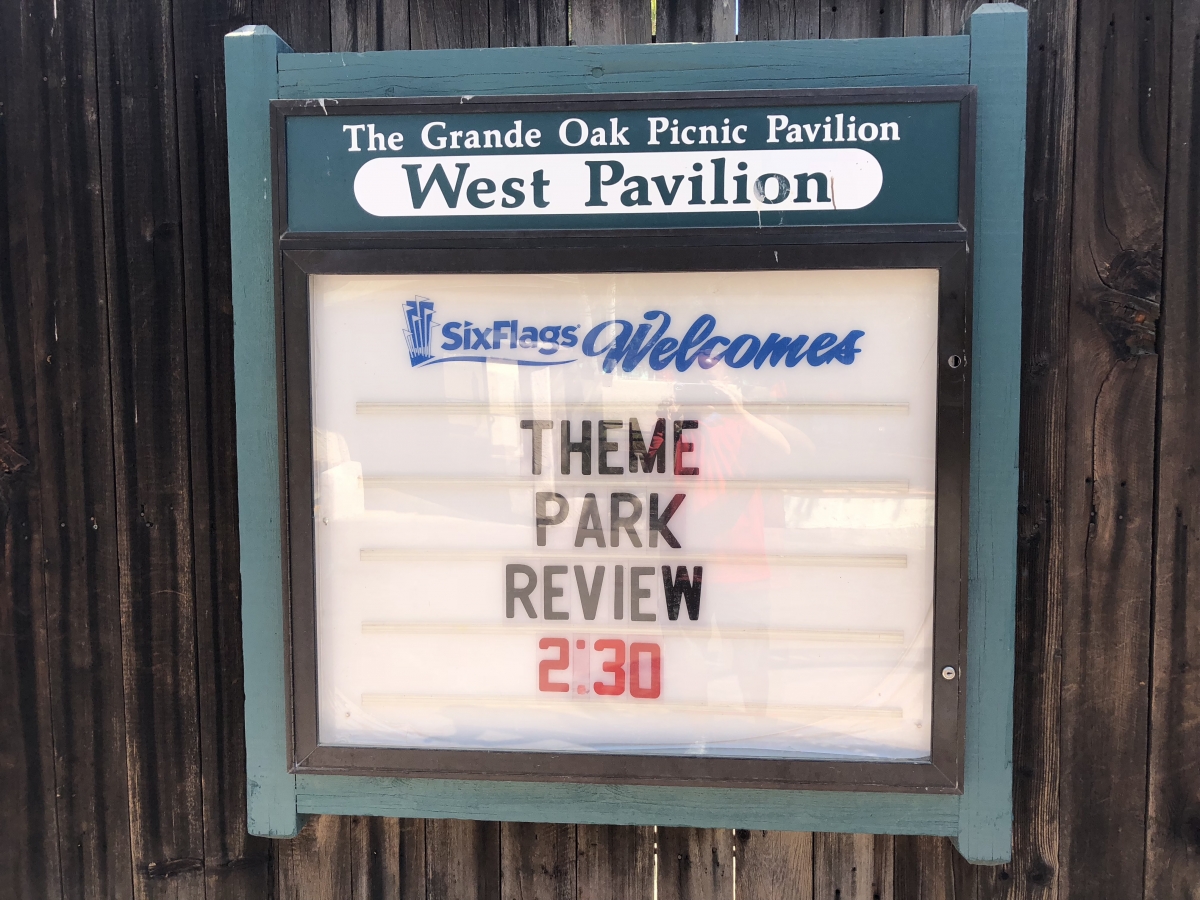 The Grande Oak Picnic Pavilion
West Pavilion
SixFlags Welcomes
THEME
PARK
REVIEW
2:30